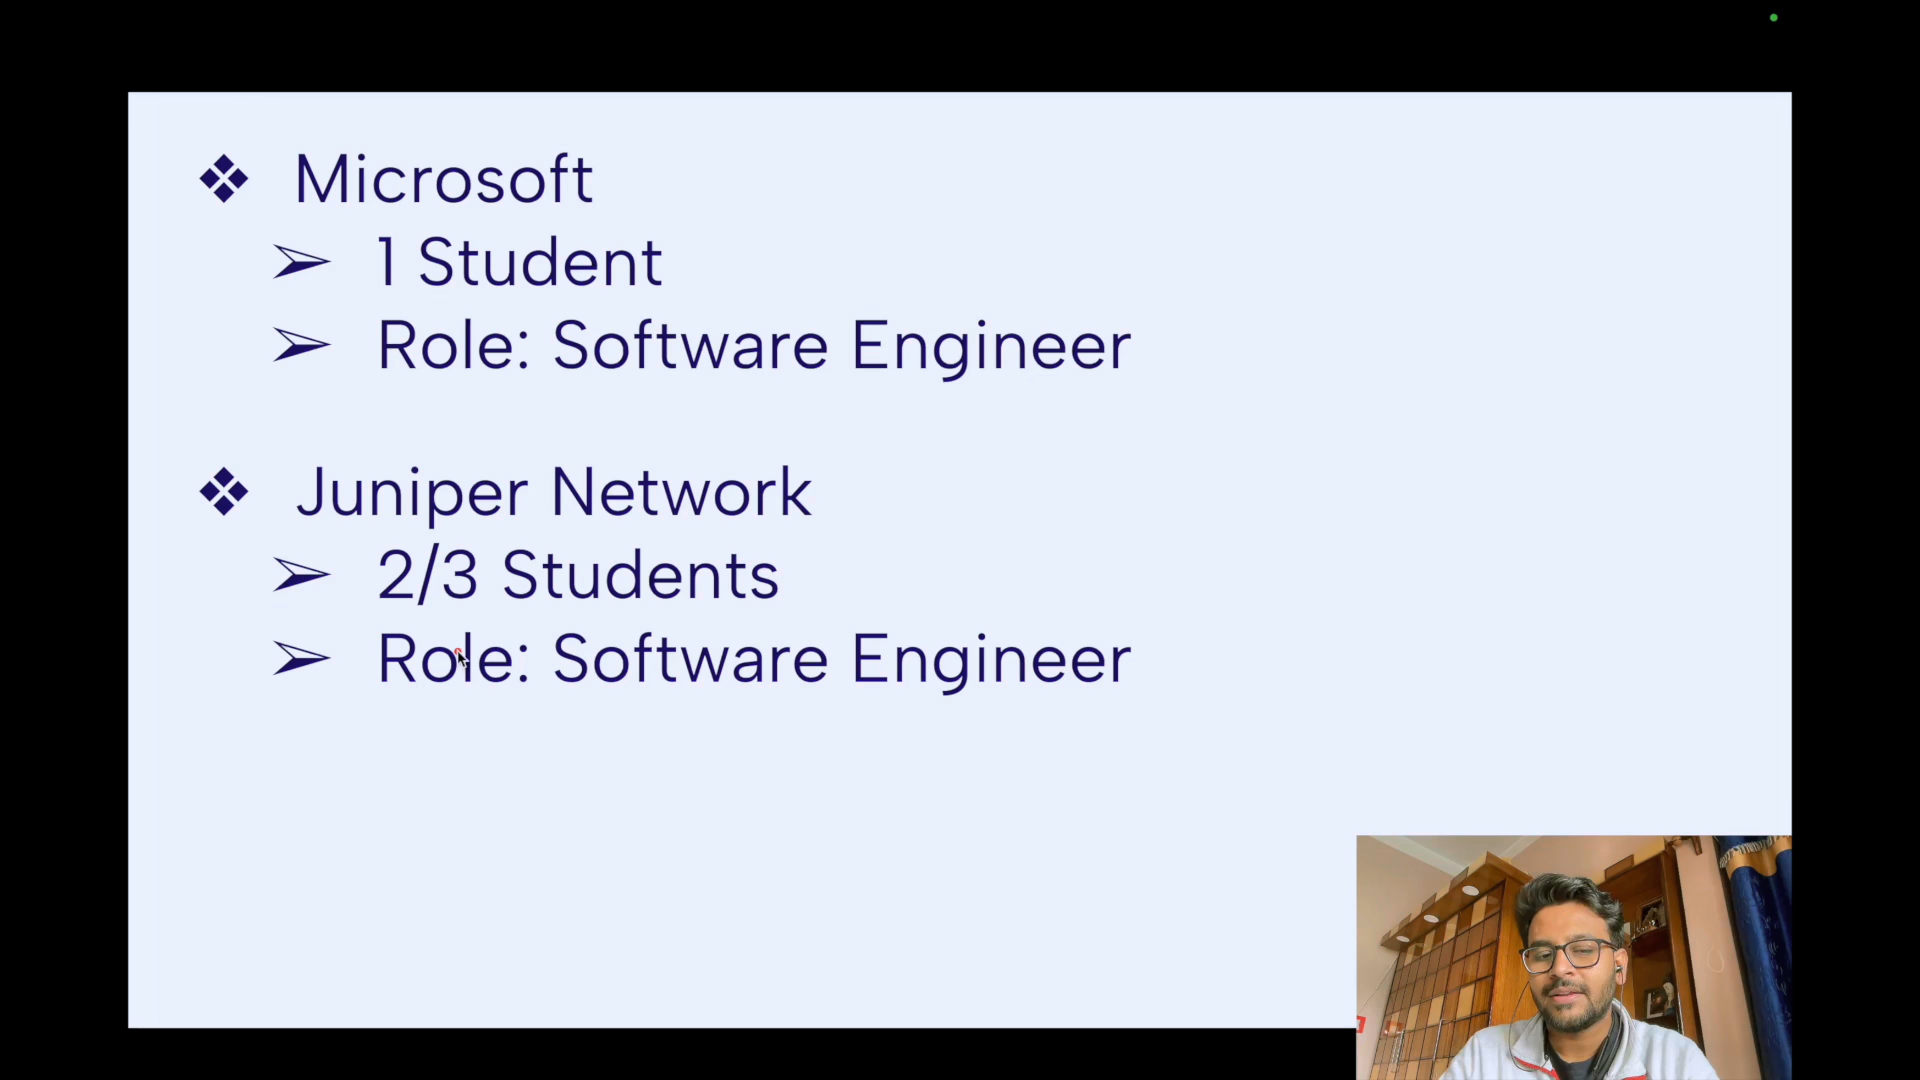 ❖ Microsoft
➢ 1 Student
➢ Role: Software Engineer
❖ Juniper Network
➢ 2/3 Students
➢ Role: Software Engineer